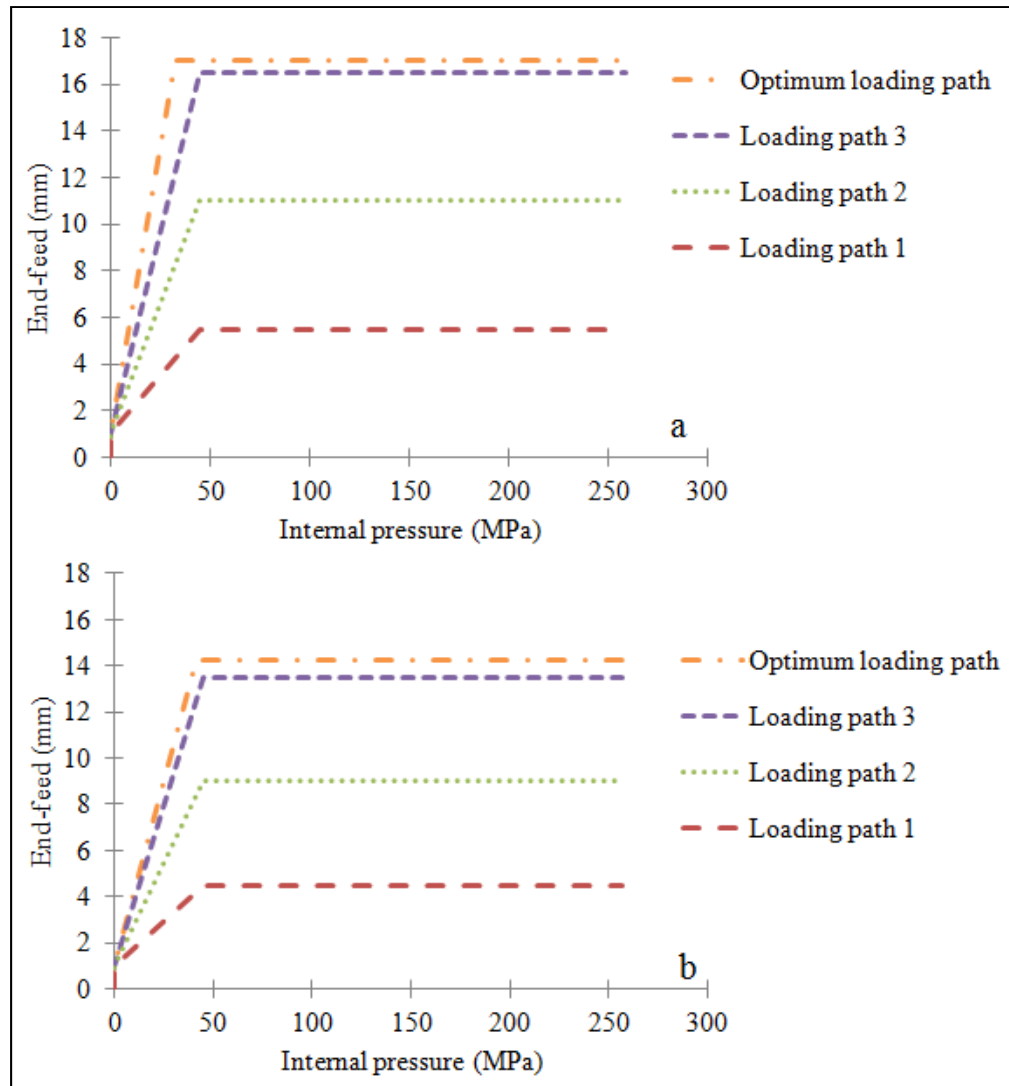 18
16
14
12
10
8
6
4
2
0
End-feed (mm)
0 50 100 150 200 250 300
Internal pressure (MPa)
Optimum loading path
Loading path 3
Loading path 2
Loading path 1
a
18
16
14
12
10
8
6
4
2
0
End-feed (mm)
0 50 100 150 200 250 300
Internal pressure (MPa)
Optimum loading path
Loading path 3
Loading path 2
Loading path 1
b